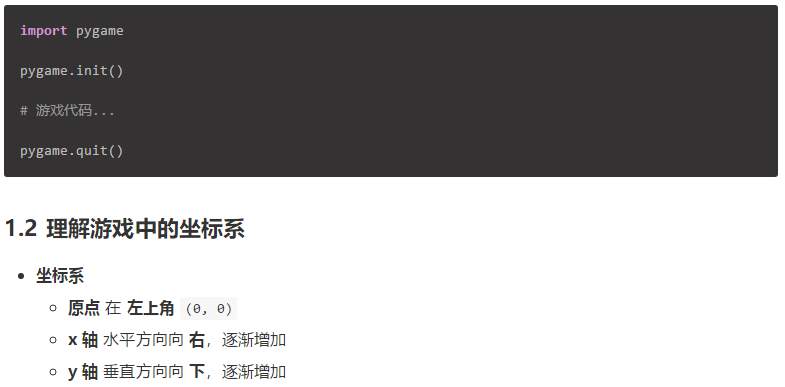 import pygame
pygame.init()
# 游戏代码...
pygame.quit()
1.2 理解游戏中的坐标系
坐标系
原点 在 左上角 (0, 0)
x 轴 水平方向向 右，逐渐增加
y 轴 垂直方向向 下，逐渐增加